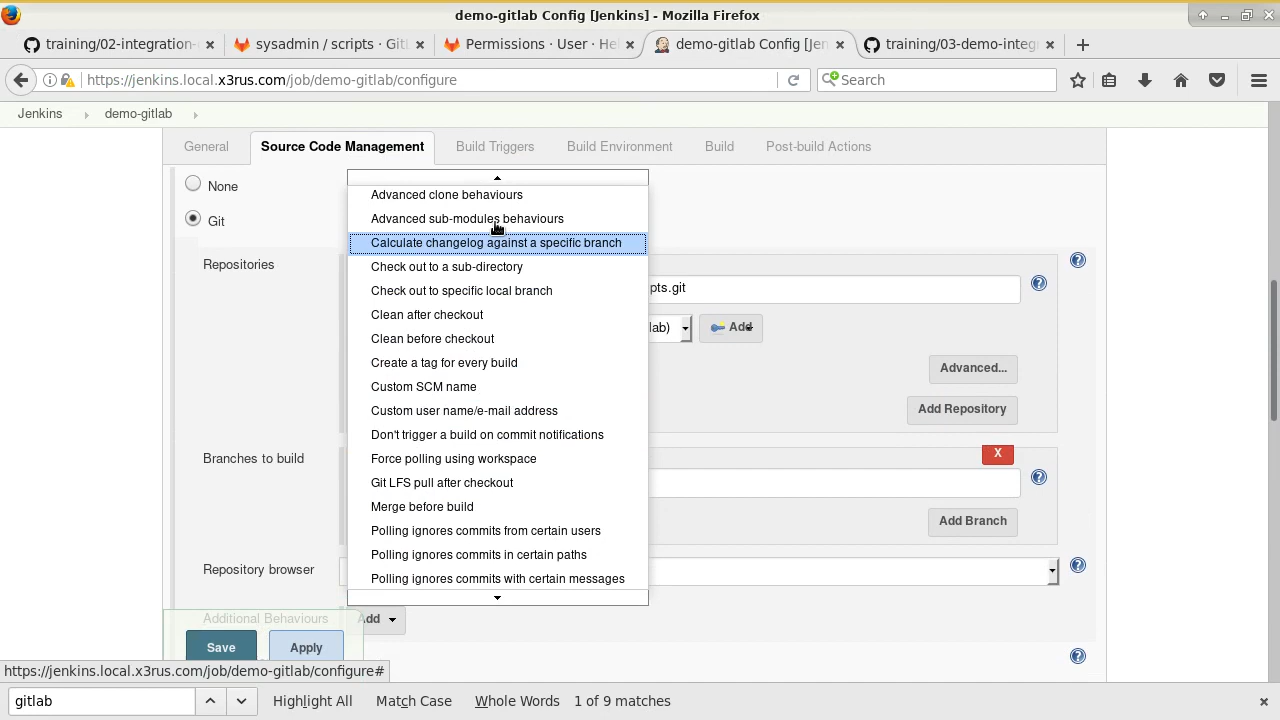 demo-gitlab Config [Jenkins] - Mozilla Firefox
training/02-integration-
sysadmin / scripts · GitL
Permissions · User · Hel
demo-gitlab Config [Jen
training/03-demo-integ
https://jenkins.local.x3rus.com/job/demo-gitlab/configure
Search
Jenkins
demo-gitlab
General
Source Code Management
Build Triggers
Build Environment
Build
Post-build Actions
None
Git
Advanced clone behaviours
Advanced sub-modules behaviours
Calculate changelog against a specific branch
Check out to a sub-directory
Check out to specific local branch
Clean after checkout
Clean before checkout
Create a tag for every build
Custom SCM name
Custom user name/e-mail address
Don't trigger a build on commit notifications
Force polling using workspace
Git LFS pull after checkout
Merge before build
Polling ignores commits from certain users
Polling ignores commits in certain paths
Polling ignores commits with certain messages
Repositories
pts.git
lab)
Add
Advanced...
Add Repository
Branches to build
X
Add Branch
Repository browser
Additional Behaviours
Add
Save
Apply
https://jenkins.local.x3rus.com/job/demo-gitlab/configure#
gitlab
Highlight All
Match Case
Whole Words
1 of 9 matches